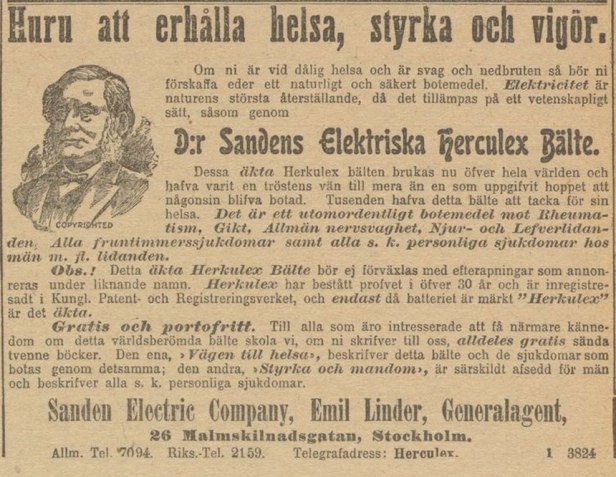 Huru att erhålla helsa, styrka och vigör.
Om ni är vid dålig helsa och är svag och nedbruten så bör ni
förskaffa eder ett naturligt och säkert botemedel. Elektricitet är
naturens största återställande, då det tillämpas på ett vetenskapligt
sätt, såsom genom
D:r Sandens Elektriska Herculex Bälte.
Dessa äkta Herkulex bälten brukas nu öfver hela världen och
hafva varit en tröstens vän till mera än en som uppgifvit hoppet att
någonsin blifva botad. Tusenden hafva detta bälte att tacka för sin
helsa. Det är ett utomordentligt botemedel mot Rheuma-
tism, Gikt, Allmän nervsvaghet, Njur- och Lefverlidan-
den, Alla fruntimmerssjukdomar samt alla s. k. personliga sjukdomar hos
män m. fl. lidanden.
COPYRIGHTED
Obs.! Detta äkta Herkulex Bälte bör ej förväxlas med efterapningar som annon-
reras under liknande namn. Herkulex har bestått profvet i öfver 30 år och är inregistre-
sadt i Kungl. Patent- och Registreringsverket, och endast då batteriet är märkt "Herkulex"
är det äkta.
Gratis och portofritt. Till alla som äro intresserade att få närmare känne-
dom om detta världsberömda bälte skola vi, om ni skrifver till oss, alldeles gratis sända
tvenne böcker. Den ena, »Vägen till helsa», beskrifver detta bälte och de sjukdomar som
botas genom detsamma; den andra, »Styrka och mandom», är särskildt afsedd för män
och beskrifver alla s. k. personliga sjukdomar.
Sanden Electric Company, Emil Linder, Generalagent,
26 Malmskilnadsgatan, Stockholm.
Allm. Tel. 7094. Riks.-Tel. 2159. Telegrafadress: Herculex. 1 3824